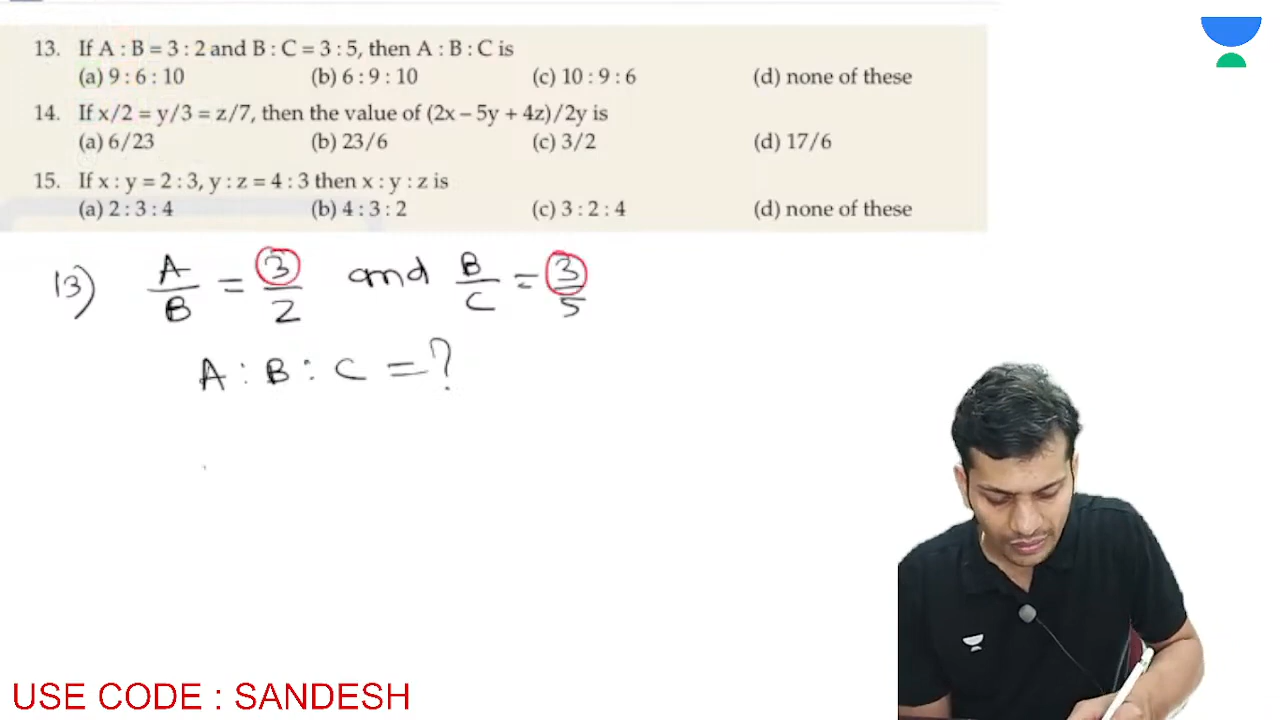 13. If A : B = 3 : 2 and B : C = 3 : 5, then A : B : C is
(a) 9 : 6 : 10 (b) 6 : 9 : 10 (c) 10 : 9 : 6 (d) none of these
14. If x/2 = y/3 = z/7, then the value of (2x – 5y + 4z)/2y is
(a) 6/23 (b) 23/6 (c) 3/2 (d) 17/6
15. If x : y = 2 : 3, y : z = 4 : 3 then x : y : z is
(a) 2 : 3 : 4 (b) 4 : 3 : 2 (c) 3 : 2 : 4 (d) none of these
13) A/B = 3/2 and B/C = 3/5
A : B : C = ?
USE CODE : SANDESH